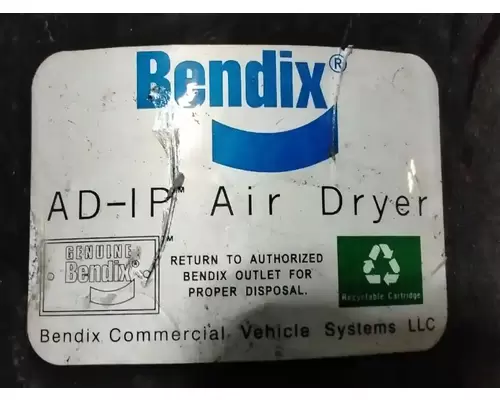 Bendix®
AD-IP™ Air Dryer
GENUINE
Bendix®
™
RETURN TO AUTHORIZED
BENDIX OUTLET FOR
PROPER DISPOSAL.
Recyclable Cartridge
Bendix Commercial Vehicle Systems LLC